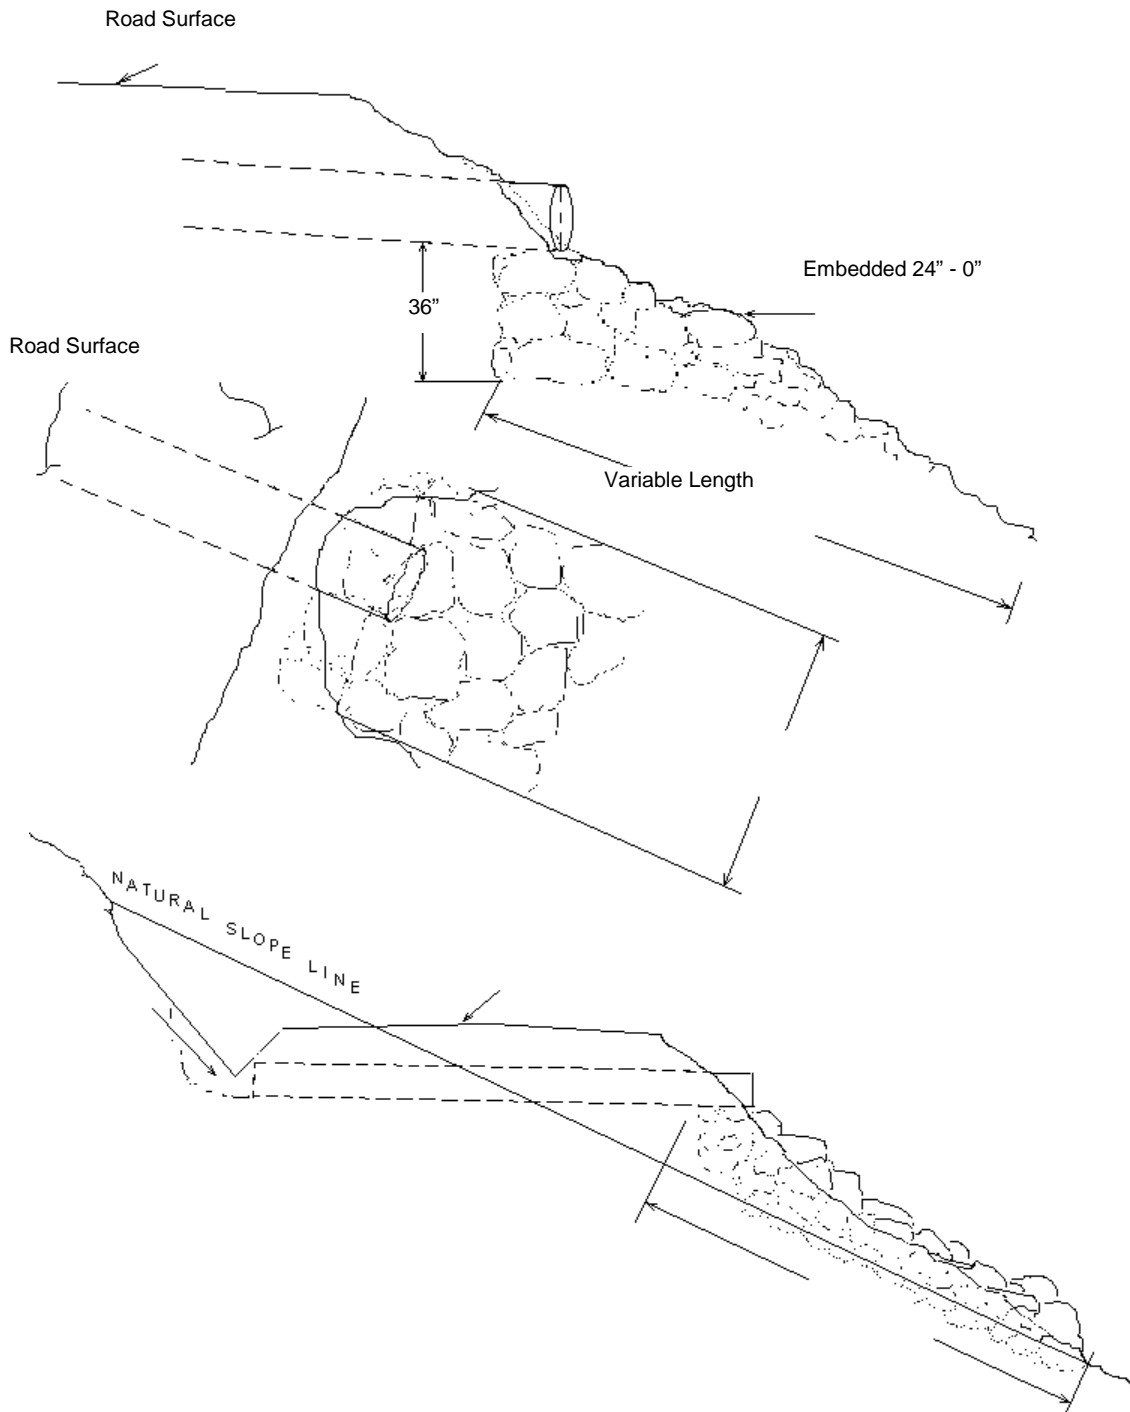 Road Surface
Embedded 24” - 0”
36”
Road Surface
Variable Length
NATURAL SLOPE LINE